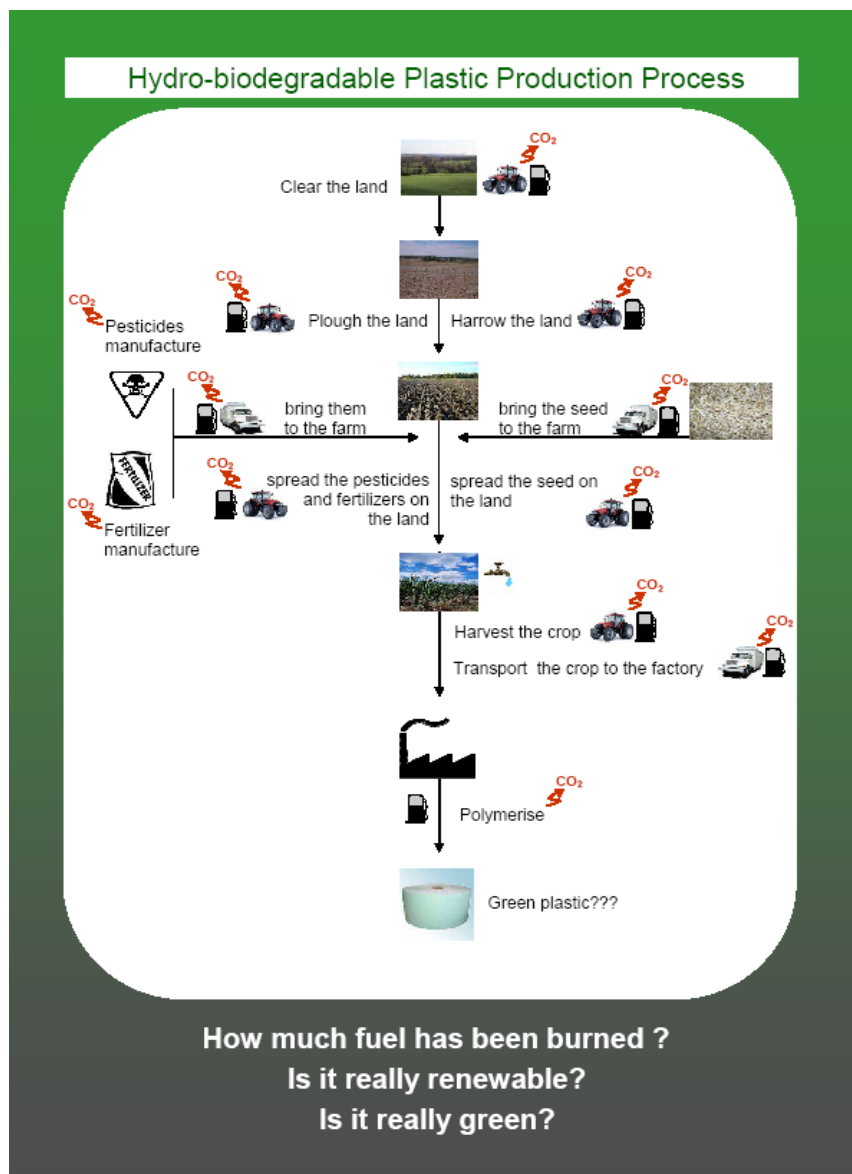 Hydro-biodegradable Plastic Production Process
CO₂
Clear the land
CO₂
CO₂
CO₂
Pesticides
manufacture
Plough the land
Harrow the land
CO₂
CO₂
bring them
to the farm
bring the seed
to the farm
FERTILIZER
CO₂
CO₂
spread the pesticides
and fertilizers on
the land
spread the seed on
the land
CO₂
Fertilizer
manufacture
CO₂
Harvest the crop
CO₂
Transport the crop to the factory
CO₂
Polymerise
Green plastic???
How much fuel has been burned ?
Is it really renewable?
Is it really green?